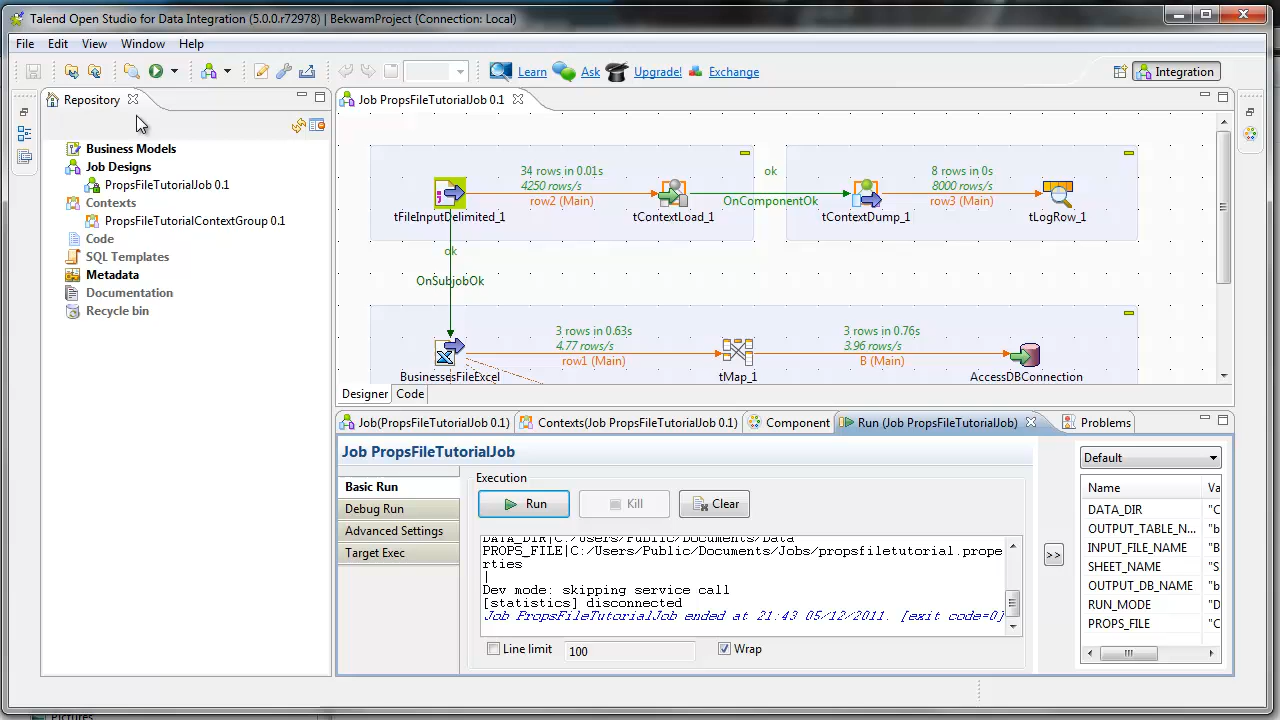 Talend Open Studio for Data Integration (5.0.0.r72978) | BekwamProject (Connection: Local)
File Edit View Window Help
Learn Ask Upgrade! Exchange Integration
Repository
Business Models
Job Designs
PropsFileTutorialJob 0.1
Contexts
PropsFileTutorialContextGroup 0.1
Code
SQL Templates
Metadata
Documentation
Recycle bin
Job PropsFileTutorialJob 0.1
34 rows in 0.01s
4250 rows/s
row2 (Main)
ok
OnComponentOk
8 rows in 0s
8000 rows/s
row3 (Main)
tFileInputDelimited_1
tContextLoad_1
tContextDump_1
tLogRow_1
ok
OnSubjobOk
3 rows in 0.63s
4.77 rows/s
row1 (Main)
3 rows in 0.76s
3.96 rows/s
B (Main)
BusinessesFileExcel
tMap_1
AccessDBConnection
Designer Code
Job(PropsFileTutorialJob 0.1) Contexts(Job PropsFileTutorialJob 0.1) Component Run (Job PropsFileTutorialJob) Problems
Job PropsFileTutorialJob
Basic Run
Debug Run
Advanced Settings
Target Exec
Execution
Run Kill Clear
DATA_DIR|C:/Users/Public/Documents/Data
PROPS_FILE|C:/Users/Public/Documents/Jobs/propsfiletutorial.prope
rties
|
Dev mode: skipping service call
[statistics] disconnected
Job PropsFileTutorialJob ended at 21:43 05/12/2011. [exit code=0]
Line limit 100 Wrap
>>
Default
Name Va
DATA_DIR "C
OUTPUT_TABLE_N... "b
INPUT_FILE_NAME "B
SHEET_NAME "B
OUTPUT_DB_NAME "b
RUN_MODE "D
PROPS_FILE "C
Pictures